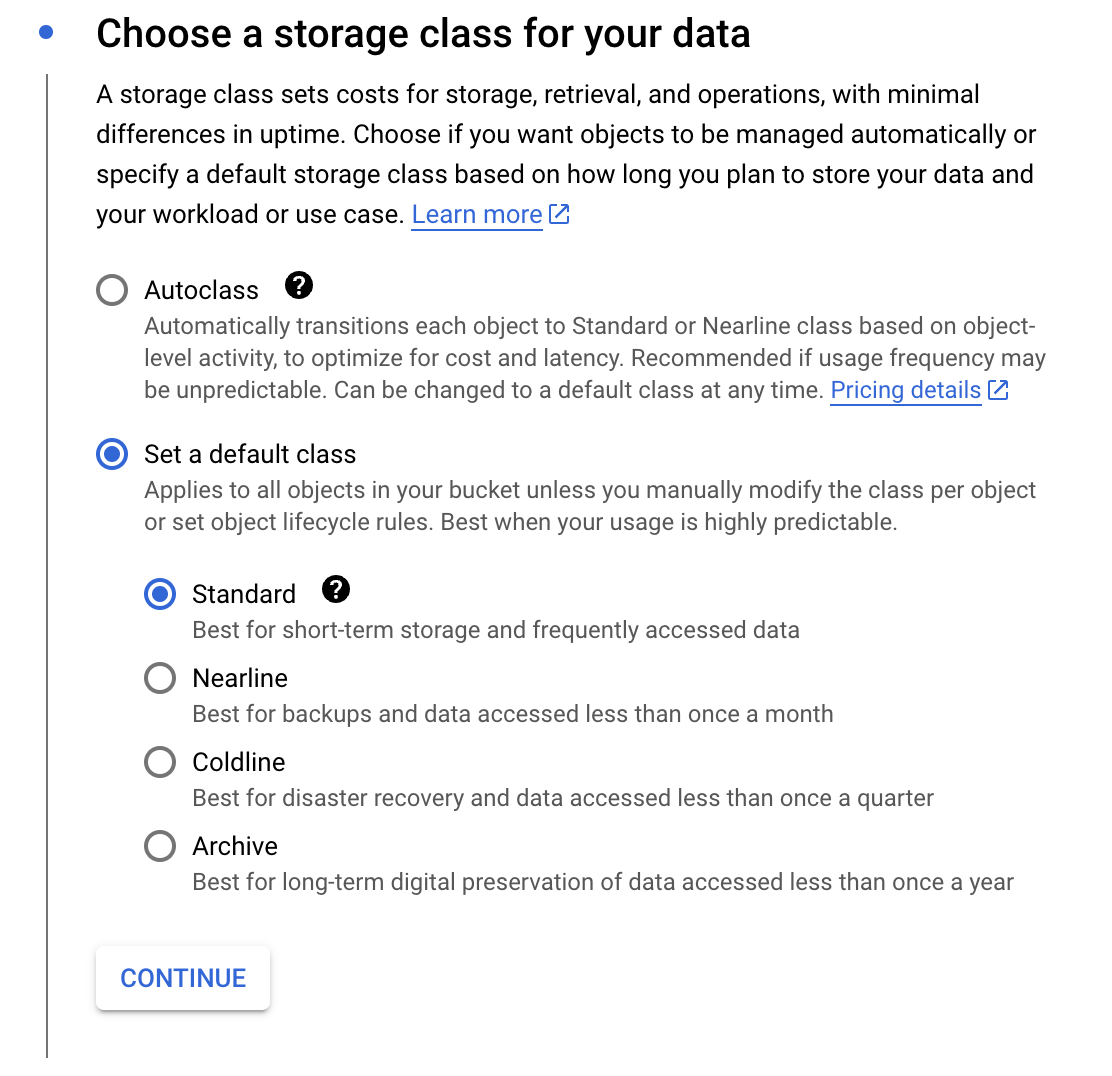 Choose a storage class for your data
A storage class sets costs for storage, retrieval, and operations, with minimal
differences in uptime. Choose if you want objects to be managed automatically or
specify a default storage class based on how long you plan to store your data and
your workload or use case. Learn more
Autoclass ?
Automatically transitions each object to Standard or Nearline class based on object-
level activity, to optimize for cost and latency. Recommended if usage frequency may
be unpredictable. Can be changed to a default class at any time. Pricing details
Set a default class
Applies to all objects in your bucket unless you manually modify the class per object
or set object lifecycle rules. Best when your usage is highly predictable.
Standard ?
Best for short-term storage and frequently accessed data
Nearline
Best for backups and data accessed less than once a month
Coldline
Best for disaster recovery and data accessed less than once a quarter
Archive
Best for long-term digital preservation of data accessed less than once a year
CONTINUE